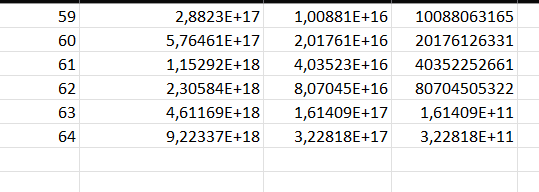 59 2,8823E+17 1,00881E+16 10088063165
60 5,76461E+17 2,01761E+16 20176126331
61 1,15292E+18 4,03523E+16 40352252661
62 2,30584E+18 8,07045E+16 80704505322
63 4,61169E+18 1,61409E+17 1,61409E+11
64 9,22337E+18 3,22818E+17 3,22818E+11